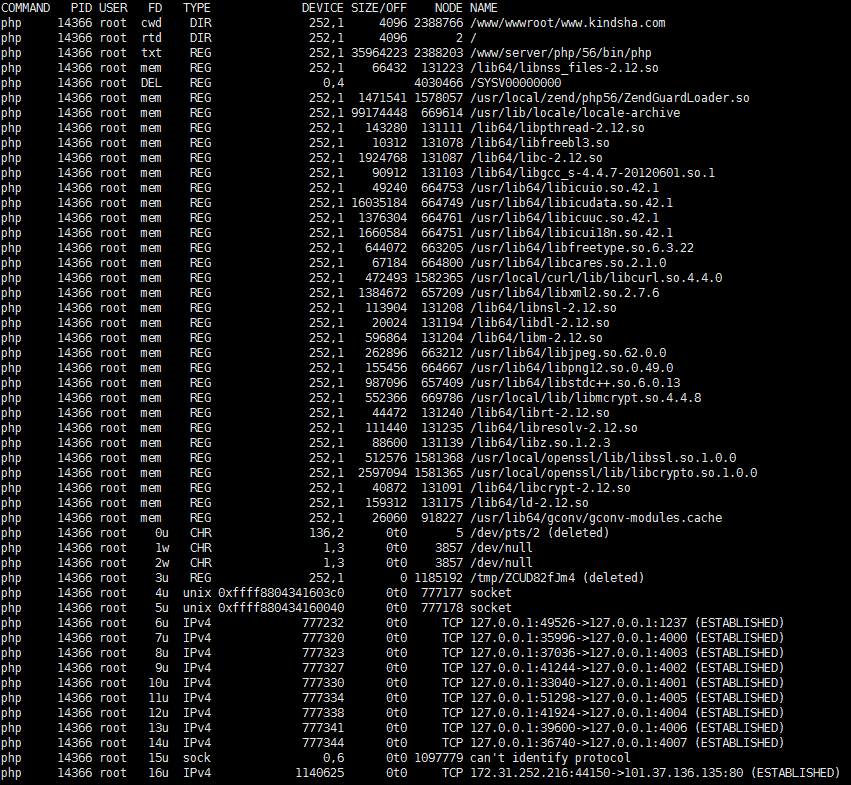 COMMAND PID USER FD TYPE DEVICE SIZE/OFF NODE NAME
php 14366 root cwd DIR 252,1 4096 2388766 /www/wwwroot/www.kindsha.com
php 14366 root rtd DIR 252,1 4096 2 /
php 14366 root txt REG 252,1 35964223 2388203 /www/server/php/56/bin/php
php 14366 root mem REG 252,1 66432 131223 /lib64/libnss_files-2.12.so
php 14366 root DEL REG 0,4 4030466 /SYSV00000000
php 14366 root mem REG 252,1 1471541 1578057 /usr/local/zend/php56/ZendGuardLoader.so
php 14366 root mem REG 252,1 99174448 669614 /usr/lib/locale/locale-archive
php 14366 root mem REG 252,1 143280 131111 /lib64/libpthread-2.12.so
php 14366 root mem REG 252,1 10312 131078 /lib64/libfreebl3.so
php 14366 root mem REG 252,1 1924768 131087 /lib64/libc-2.12.so
php 14366 root mem REG 252,1 90912 131103 /lib64/libgcc_s-4.4.7-20120601.so.1
php 14366 root mem REG 252,1 49240 664753 /usr/lib64/libicuio.so.42.1
php 14366 root mem REG 252,1 16035184 664749 /usr/lib64/libicudata.so.42.1
php 14366 root mem REG 252,1 1376304 664761 /usr/lib64/libicuuc.so.42.1
php 14366 root mem REG 252,1 1660584 664751 /usr/lib64/libicui18n.so.42.1
php 14366 root mem REG 252,1 644072 663205 /usr/lib64/libfreetype.so.6.3.22
php 14366 root mem REG 252,1 67184 664800 /usr/lib64/libcares.so.2.1.0
php 14366 root mem REG 252,1 472493 1582365 /usr/local/curl/lib/libcurl.so.4.4.0
php 14366 root mem REG 252,1 1384672 657209 /usr/lib64/libxml2.so.2.7.6
php 14366 root mem REG 252,1 113904 131208 /lib64/libnsl-2.12.so
php 14366 root mem REG 252,1 20024 131194 /lib64/libdl-2.12.so
php 14366 root mem REG 252,1 596864 131204 /lib64/libm-2.12.so
php 14366 root mem REG 252,1 262896 663212 /usr/lib64/libjpeg.so.62.0.0
php 14366 root mem REG 252,1 155456 664667 /usr/lib64/libpng12.so.0.49.0
php 14366 root mem REG 252,1 987096 657409 /usr/lib64/libstdc++.so.6.0.13
php 14366 root mem REG 252,1 552366 669786 /usr/local/lib/libmcrypt.so.4.4.8
php 14366 root mem REG 252,1 44472 131240 /lib64/librt-2.12.so
php 14366 root mem REG 252,1 111440 131235 /lib64/libresolv-2.12.so
php 14366 root mem REG 252,1 88600 131139 /lib64/libz.so.1.2.3
php 14366 root mem REG 252,1 512576 1581368 /usr/local/openssl/lib/libssl.so.1.0.0
php 14366 root mem REG 252,1 2597094 1581365 /usr/local/openssl/lib/libcrypto.so.1.0.0
php 14366 root mem REG 252,1 40872 131091 /lib64/libcrypt-2.12.so
php 14366 root mem REG 252,1 159312 131175 /lib64/ld-2.12.so
php 14366 root mem REG 252,1 26060 918227 /usr/lib64/gconv/gconv-modules.cache
php 14366 root 0u CHR 136,2 0t0 5 /dev/pts/2 (deleted)
php 14366 root 1w CHR 1,3 0t0 3857 /dev/null
php 14366 root 2w CHR 1,3 0t0 3857 /dev/null
php 14366 root 3u REG 252,1 0 1185192 /tmp/ZCUD82fJm4 (deleted)
php 14366 root 4u unix 0xffff8804341603c0 0t0 777177 socket
php 14366 root 5u unix 0xffff880434160040 0t0 777178 socket
php 14366 root 6u IPv4 777232 0t0 TCP 127.0.0.1:49526->127.0.0.1:1237 (ESTABLISHED)
php 14366 root 7u IPv4 777320 0t0 TCP 127.0.0.1:35996->127.0.0.1:4000 (ESTABLISHED)
php 14366 root 8u IPv4 777323 0t0 TCP 127.0.0.1:37036->127.0.0.1:4003 (ESTABLISHED)
php 14366 root 9u IPv4 777327 0t0 TCP 127.0.0.1:41244->127.0.0.1:4002 (ESTABLISHED)
php 14366 root 10u IPv4 777330 0t0 TCP 127.0.0.1:33040->127.0.0.1:4001 (ESTABLISHED)
php 14366 root 11u IPv4 777334 0t0 TCP 127.0.0.1:51298->127.0.0.1:4005 (ESTABLISHED)
php 14366 root 12u IPv4 777338 0t0 TCP 127.0.0.1:41924->127.0.0.1:4004 (ESTABLISHED)
php 14366 root 13u IPv4 777341 0t0 TCP 127.0.0.1:39600->127.0.0.1:4006 (ESTABLISHED)
php 14366 root 14u IPv4 777344 0t0 TCP 127.0.0.1:36740->127.0.0.1:4007 (ESTABLISHED)
php 14366 root 15u sock 0,6 0t0 1097779 can't identify protocol
php 14366 root 16u IPv4 1140625 0t0 TCP 172.31.252.216:44150->101.37.136.135:80 (ESTABLISHED)